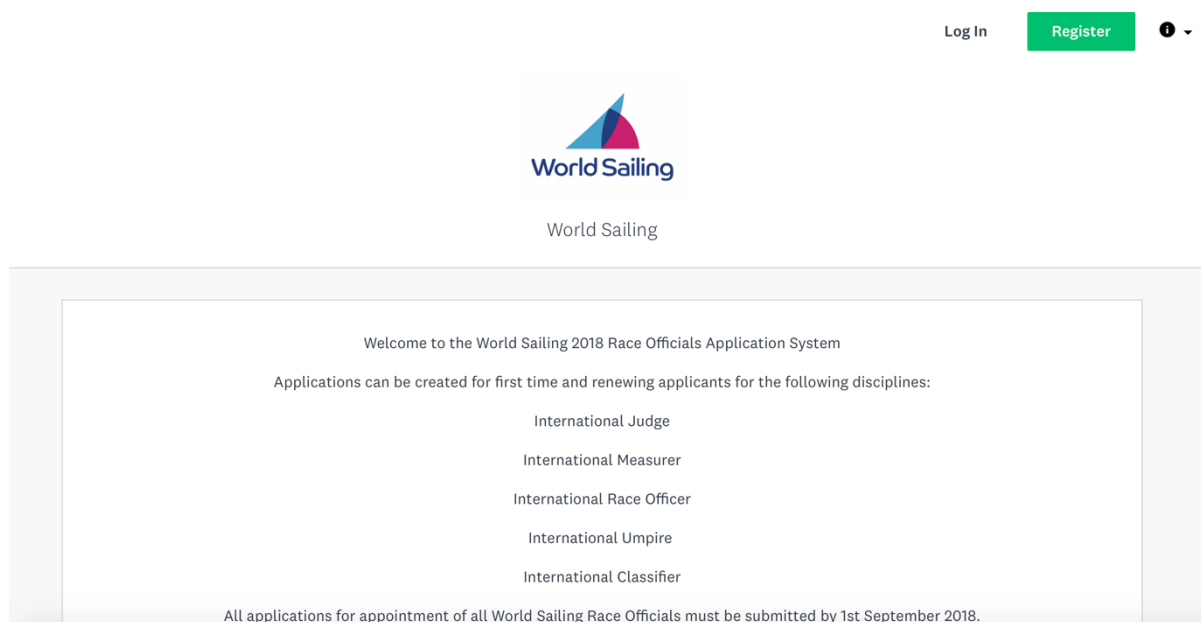 Log In
Register
World Sailing
World Sailing
Welcome to the World Sailing 2018 Race Officials Application System
Applications can be created for first time and renewing applicants for the following disciplines:
International Judge
International Measurer
International Race Officer
International Umpire
International Classifier
All applications for appointment of all World Sailing Race Officials must be submitted by 1st September 2018.